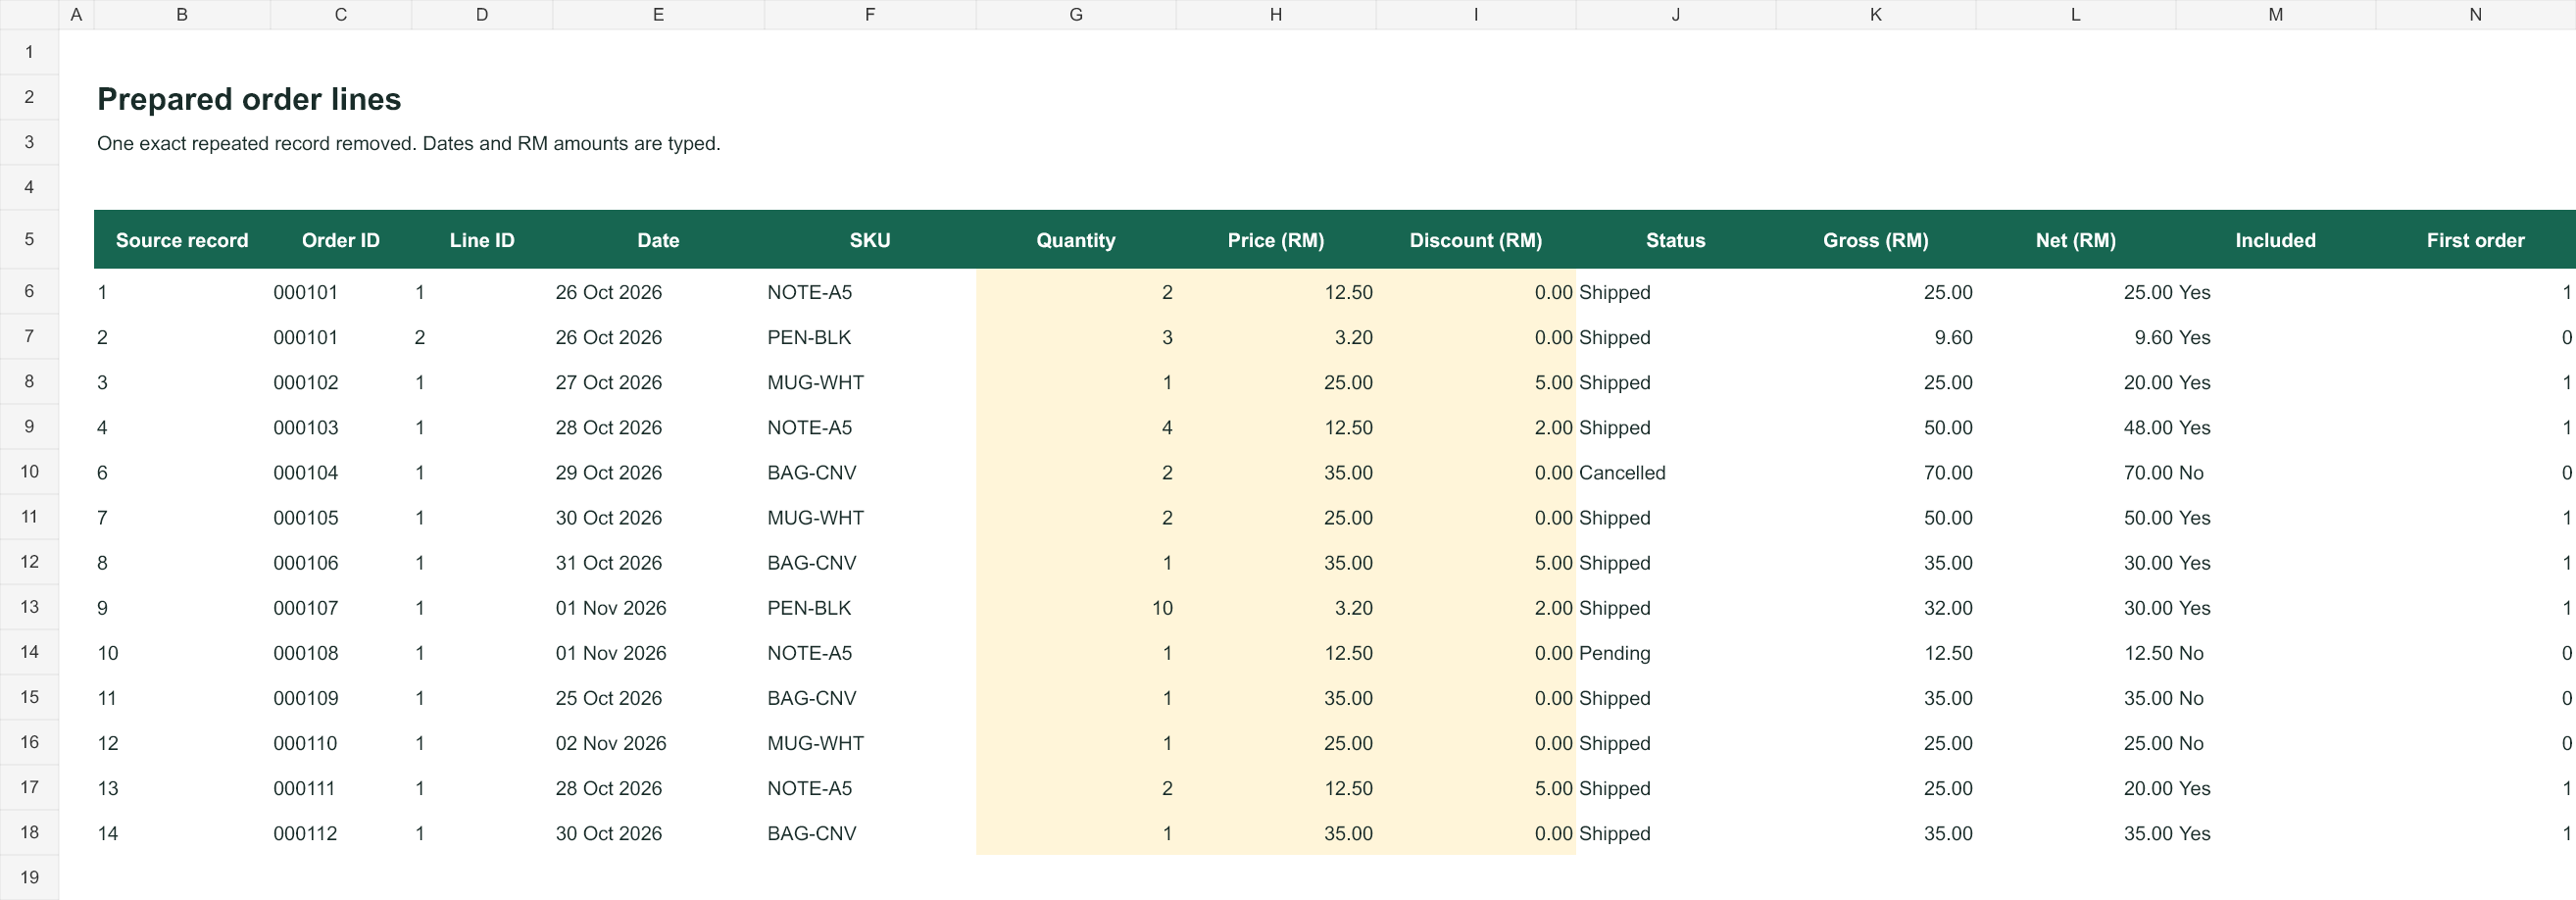 A B C D E F G H I J K L M N
1
2 Prepared order lines
3 One exact repeated record removed. Dates and RM amounts are typed.
4
5 Source record Order ID Line ID Date SKU Quantity Price (RM) Discount (RM) Status Gross (RM) Net (RM) Included First order
6 1 000101 1 26 Oct 2026 NOTE-A5 2 12.50 0.00 Shipped 25.00 25.00 Yes 1
7 2 000101 2 26 Oct 2026 PEN-BLK 3 3.20 0.00 Shipped 9.60 9.60 Yes 0
8 3 000102 1 27 Oct 2026 MUG-WHT 1 25.00 5.00 Shipped 25.00 20.00 Yes 1
9 4 000103 1 28 Oct 2026 NOTE-A5 4 12.50 2.00 Shipped 50.00 48.00 Yes 1
10 6 000104 1 29 Oct 2026 BAG-CNV 2 35.00 0.00 Cancelled 70.00 70.00 No 0
11 7 000105 1 30 Oct 2026 MUG-WHT 2 25.00 0.00 Shipped 50.00 50.00 Yes 1
12 8 000106 1 31 Oct 2026 BAG-CNV 1 35.00 5.00 Shipped 35.00 30.00 Yes 1
13 9 000107 1 01 Nov 2026 PEN-BLK 10 3.20 2.00 Shipped 32.00 30.00 Yes 1
14 10 000108 1 01 Nov 2026 NOTE-A5 1 12.50 0.00 Pending 12.50 12.50 No 0
15 11 000109 1 25 Oct 2026 BAG-CNV 1 35.00 0.00 Shipped 35.00 35.00 No 0
16 12 000110 1 02 Nov 2026 MUG-WHT 1 25.00 0.00 Shipped 25.00 25.00 No 0
17 13 000111 1 28 Oct 2026 NOTE-A5 2 12.50 5.00 Shipped 25.00 20.00 Yes 1
18 14 000112 1 30 Oct 2026 BAG-CNV 1 35.00 0.00 Shipped 35.00 35.00 Yes 1
19